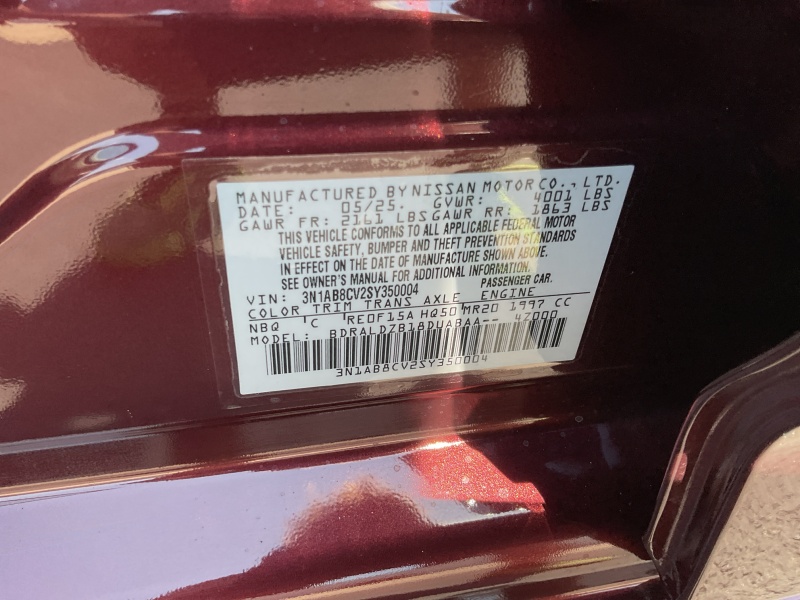 MANUFACTURED BY NISSAN MOTOR CO., LTD.
DATE: 05/25. GVWR: 4001 LBS
GAWR FR: 2161 LBS GAWR RR: 1863 LBS
THIS VEHICLE CONFORMS TO ALL APPLICABLE FEDERAL MOTOR
VEHICLE SAFETY, BUMPER AND THEFT PREVENTION STANDARDS
IN EFFECT ON THE DATE OF MANUFACTURE SHOWN ABOVE.
SEE OWNER'S MANUAL FOR ADDITIONAL INFORMATION.
VIN: 3N1AB8CV2SY350004 PASSENGER CAR.
COLOR TRIM TRANS AXLE ENGINE
NBQ C RE0F15A HQ50 MR20 1997 CC
MODEL: BDRALDZB18DUABAA-- 4Z000
3N1AB8CV2SY350004